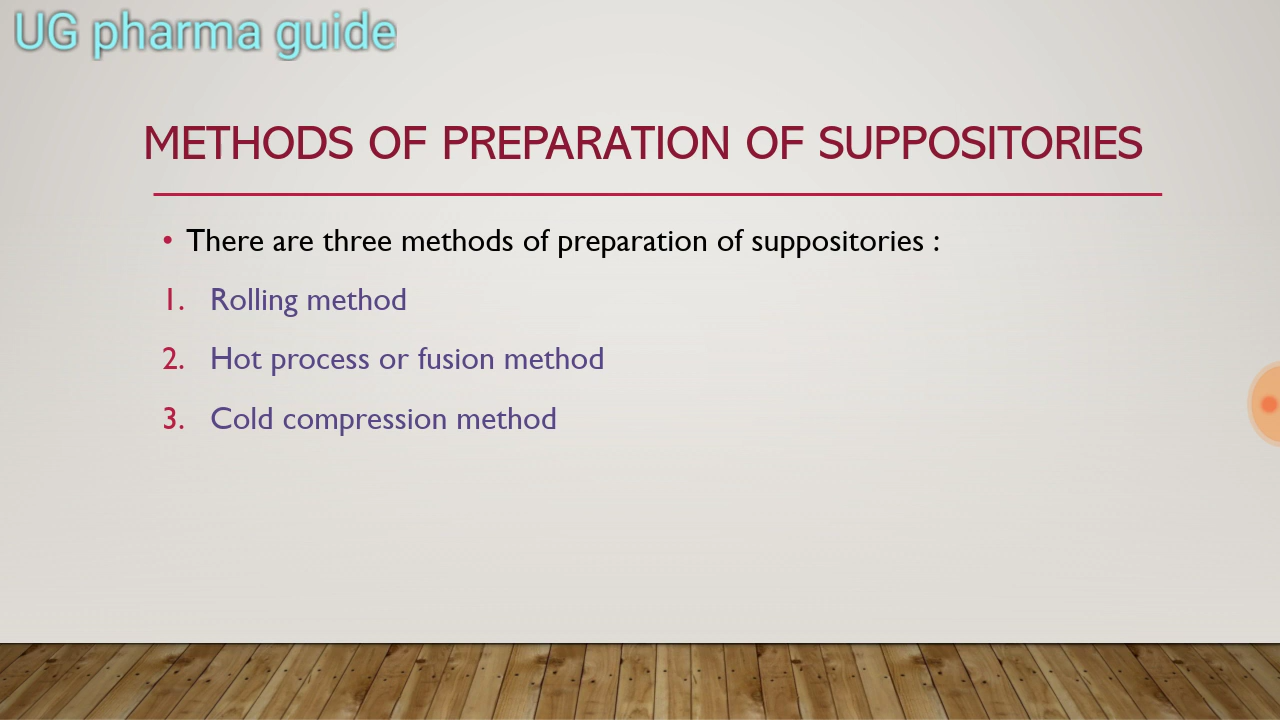 UG pharma guide
METHODS OF PREPARATION OF SUPPOSITORIES
• There are three methods of preparation of suppositories :
1. Rolling method
2. Hot process or fusion method
3. Cold compression method